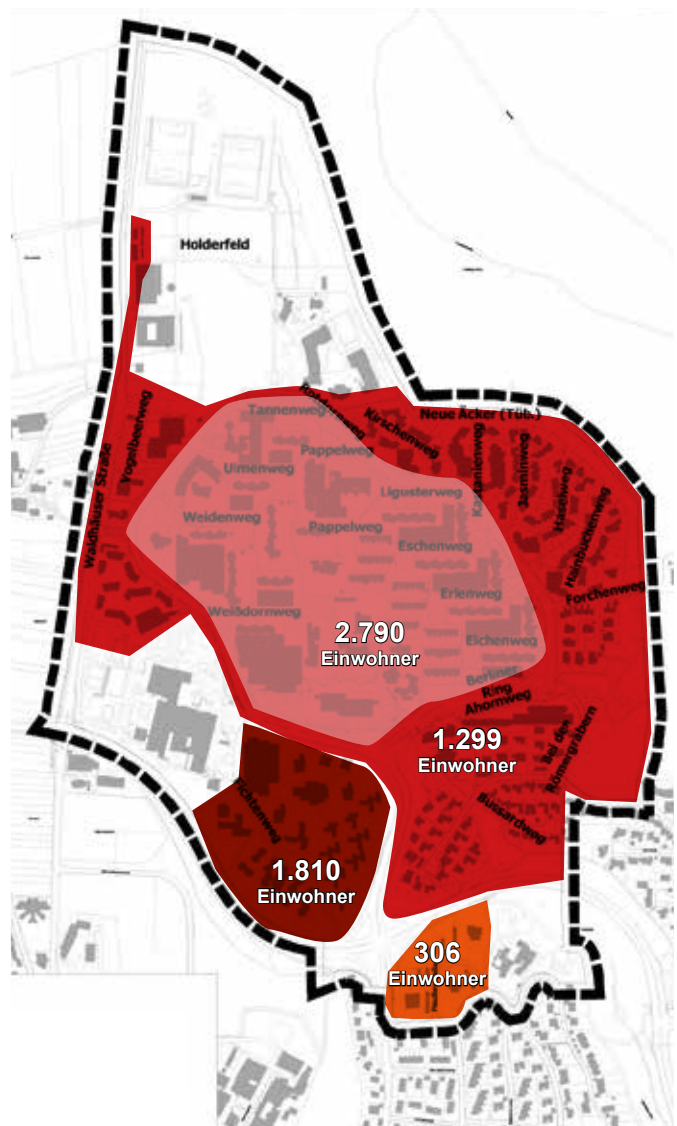 Holderfeld
Tannenweg
Rotdornweg
Kirschenweg
Neue Äcker (Tüb.)
Vogelbeerweg
Pappelweg
Ulmenweg
Ligusterweg
Kastanienweg
Jasminweg
Haselweg
Hainbuchenweg
Waldhäuser Straße
Weidenweg
Pappelweg
Eschenweg
Erlenweg
Forchenweg
Weißdornweg
2.790
Einwohner
Eichenweg
Berliner
Ring
Ahornweg
1.299
Einwohner
Bei den
Römergräbern
Fichtenweg
Bussardweg
1.810
Einwohner
306
Einwohner